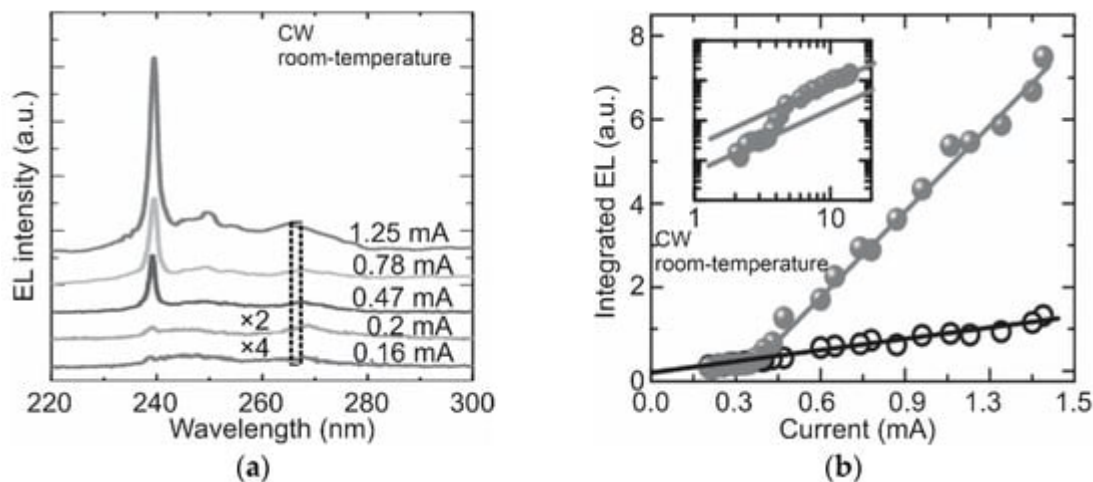 CW
room-temperature
EL intensity (a.u.)
1.25 mA
0.78 mA
0.47 mA
×2
0.2 mA
×4
0.16 mA
220 240 260 280 300
Wavelength (nm)
(a)
8
6
4
2
0
Integrated EL (a.u.)
1 10
CW
room-temperature
0.0 0.3 0.6 0.9 1.3 1.5
Current (mA)
(b)